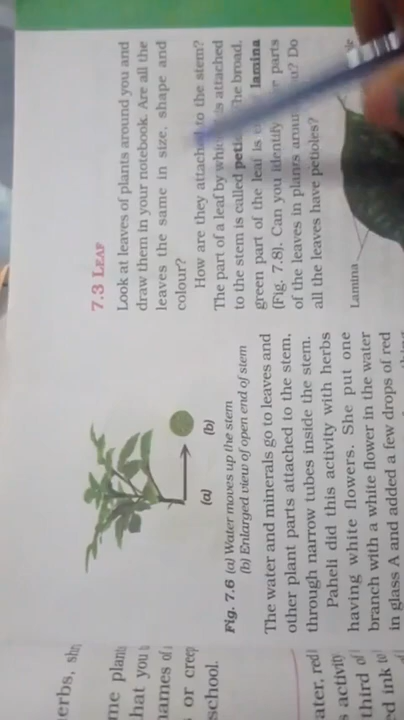 erbs, shr
me plants
hat you
names of
or creep
school.
ater, red
activity
third of
ed ink to
(a)
(b)
Fig. 7.6 (a) Water moves up the stem
(b) Enlarged view of open end of stem
The water and minerals go to leaves and
other plant parts attached to the stem,
through narrow tubes inside the stem.
Paheli did this activity with herbs
having white flowers. She put one
branch with a white flower in the water
in glass A and added a few drops of red
7.3 LEAF
Look at leaves of plants around you and
draw them in your notebook. Are all the
leaves the same in size, shape and
colour?
How are they attached to the stem?
The part of a leaf by which is attached
to the stem is called peti The broad,
green part of the leaf is lamina
(Fig. 7.8). Can you identify parts
of the leaves in plants aroun u? Do
all the leaves have petioles?
Lamina